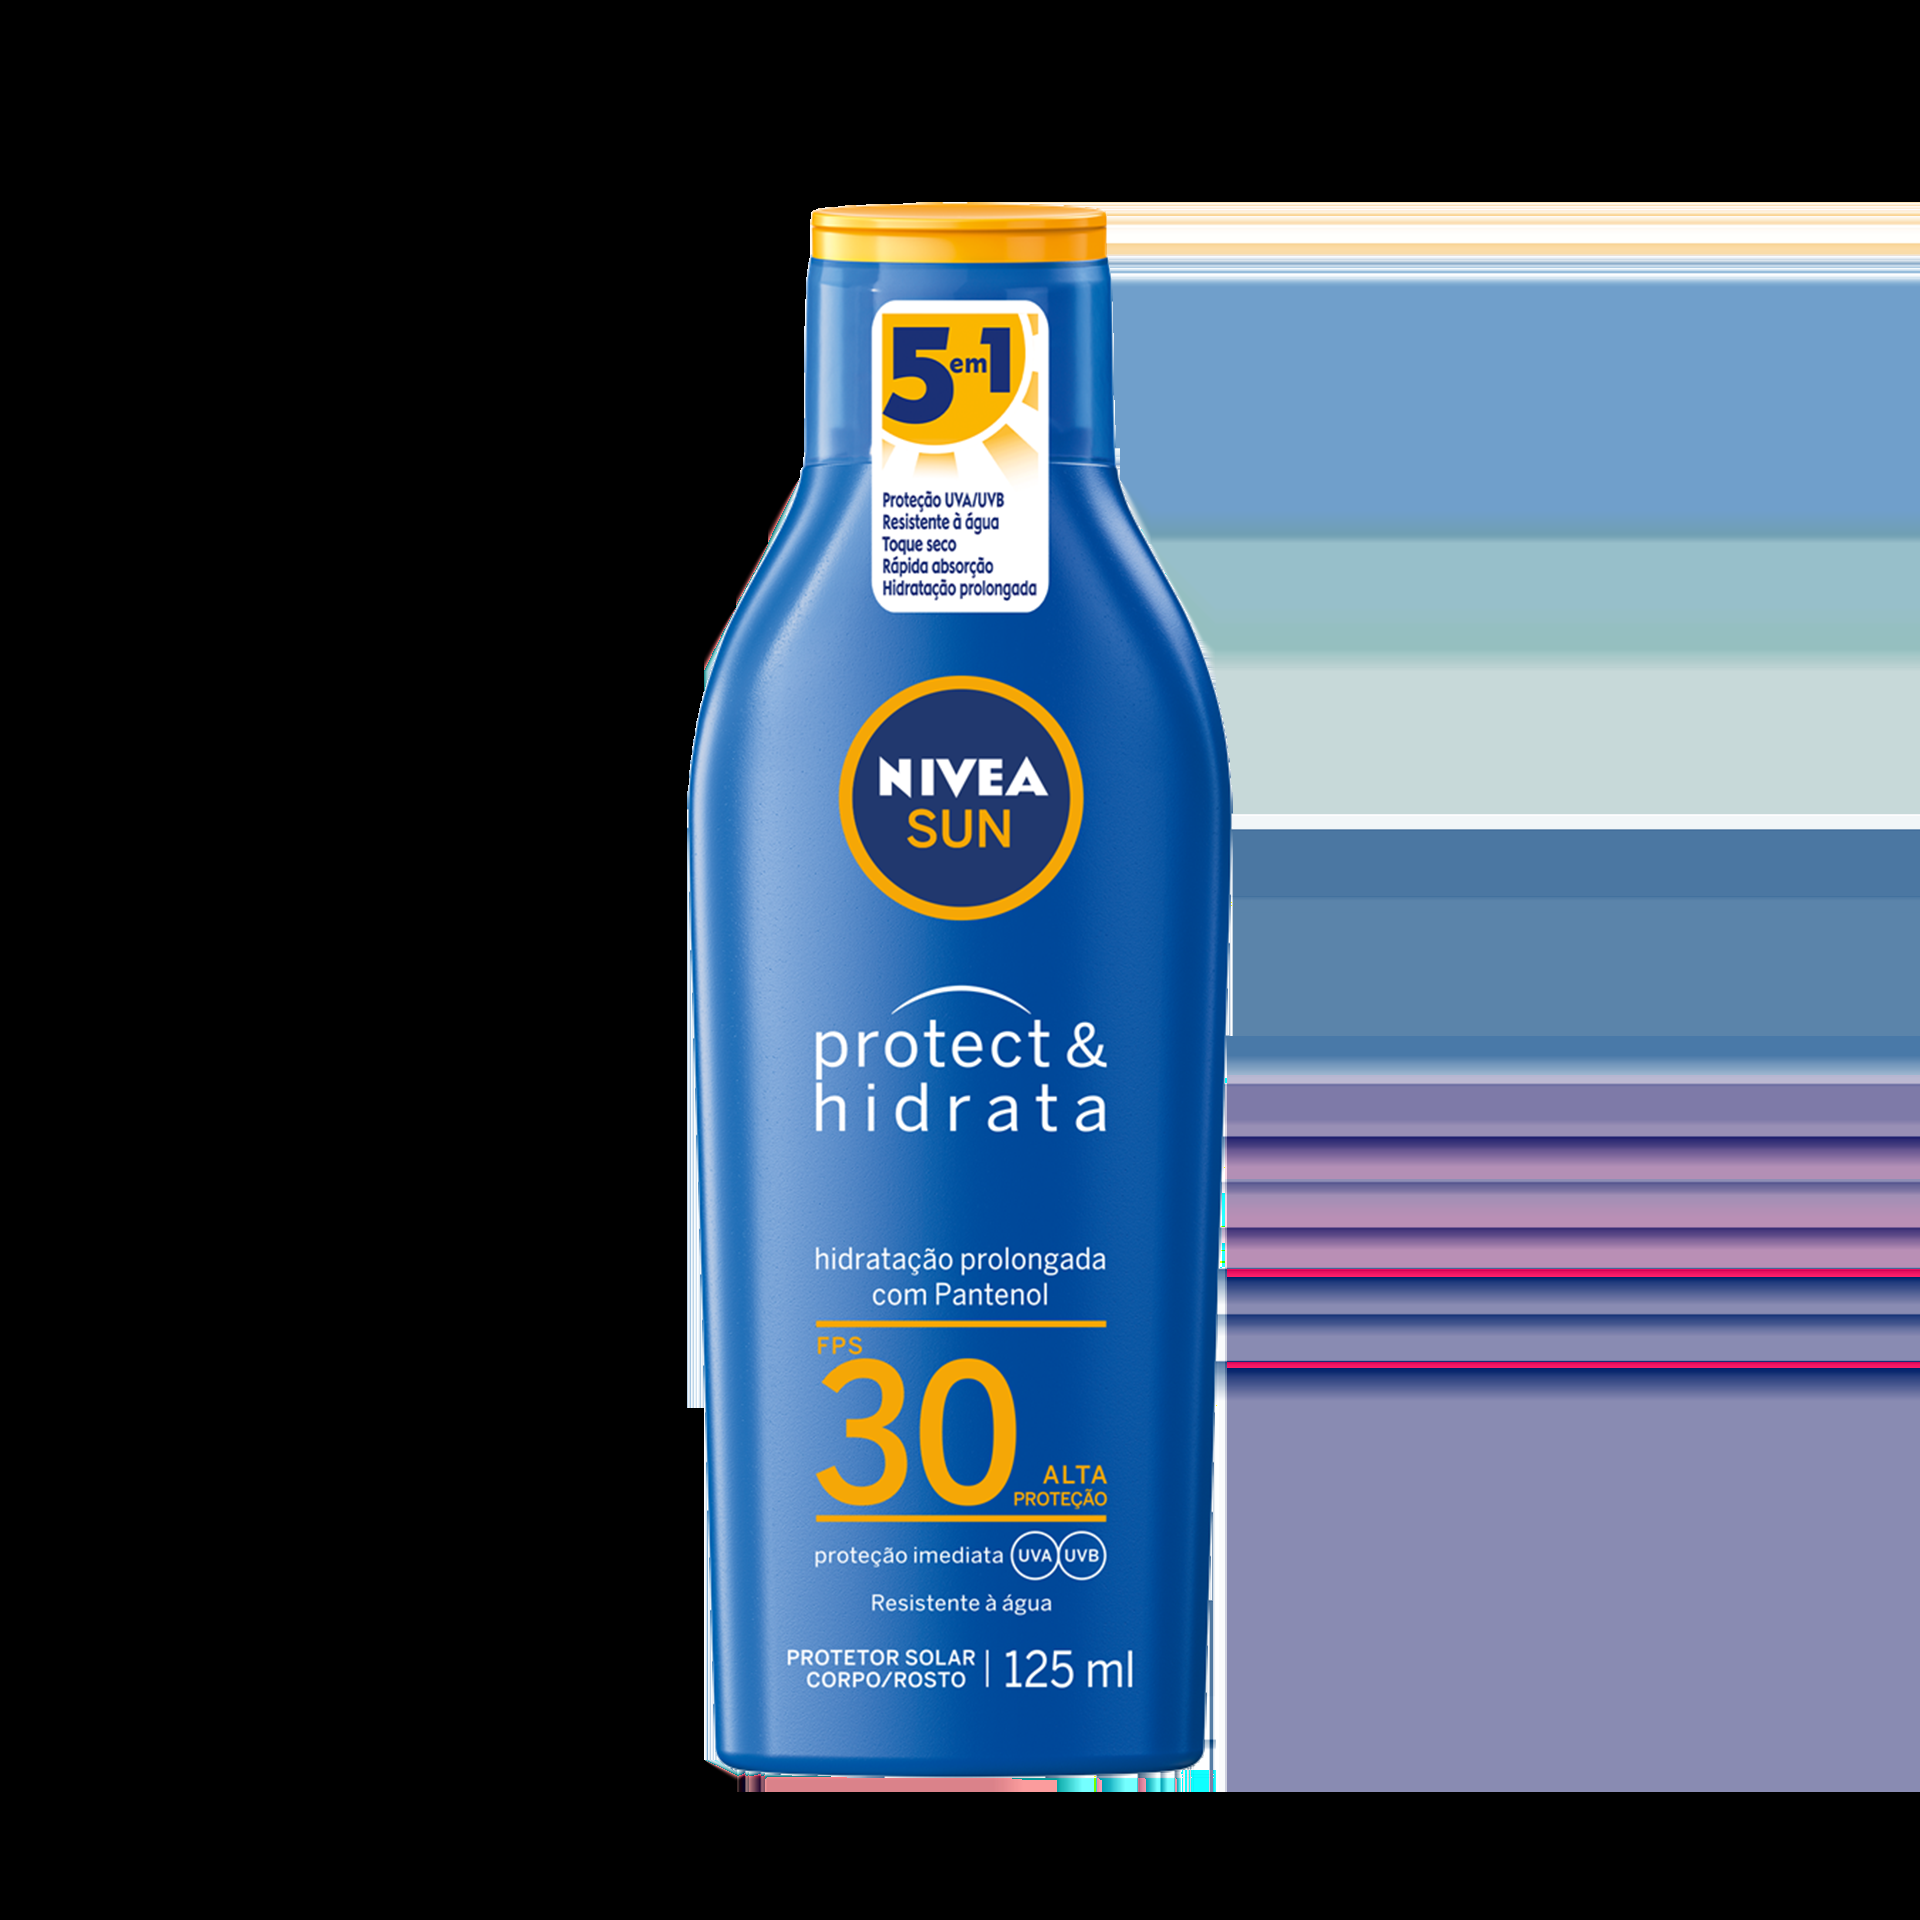 5em1
Proteção UVA/UVB
Resistente à água
Toque seco
Rápida absorção
Hidratação prolongada
NIVEA
SUN
protect &
hidrata
hidratação prolongada
com Pantenol
FPS
30
ALTA
PROTEÇÃO
proteção imediata UVA UVB
Resistente à água
PROTETOR SOLAR
CORPO/ROSTO | 125 ml